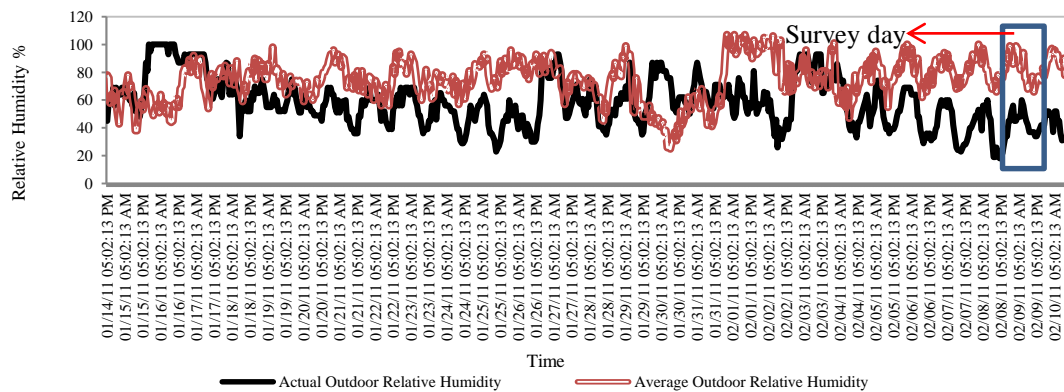 120
100
80
60
40
20
0
Relative Humidity %
Survey day
01/14/11 05:02:13 PM
01/15/11 05:02:13 AM
01/15/11 05:02:13 PM
01/16/11 05:02:13 AM
01/16/11 05:02:13 PM
01/17/11 05:02:13 AM
01/17/11 05:02:13 PM
01/18/11 05:02:13 AM
01/18/11 05:02:13 PM
01/19/11 05:02:13 AM
01/19/11 05:02:13 PM
01/20/11 05:02:13 AM
01/20/11 05:02:13 PM
01/21/11 05:02:13 AM
01/21/11 05:02:13 PM
01/22/11 05:02:13 AM
01/22/11 05:02:13 PM
01/23/11 05:02:13 AM
01/23/11 05:02:13 PM
01/24/11 05:02:13 AM
01/24/11 05:02:13 PM
01/25/11 05:02:13 AM
01/25/11 05:02:13 PM
01/26/11 05:02:13 AM
01/26/11 05:02:13 PM
01/27/11 05:02:13 AM
01/27/11 05:02:13 PM
01/28/11 05:02:13 AM
01/28/11 05:02:13 PM
01/29/11 05:02:13 AM
01/29/11 05:02:13 PM
01/30/11 05:02:13 AM
01/30/11 05:02:13 PM
01/31/11 05:02:13 AM
01/31/11 05:02:13 PM
02/01/11 05:02:13 AM
02/01/11 05:02:13 PM
02/02/11 05:02:13 AM
02/02/11 05:02:13 PM
02/03/11 05:02:13 AM
02/03/11 05:02:13 PM
02/04/11 05:02:13 AM
02/04/11 05:02:13 PM
02/05/11 05:02:13 AM
02/05/11 05:02:13 PM
02/06/11 05:02:13 AM
02/06/11 05:02:13 PM
02/07/11 05:02:13 AM
02/07/11 05:02:13 PM
02/08/11 05:02:13 AM
02/08/11 05:02:13 PM
02/09/11 05:02:13 AM
02/09/11 05:02:13 PM
02/10/11 05:02:13 AM
Time
Actual Outdoor Relative Humidity
Average Outdoor Relative Humidity